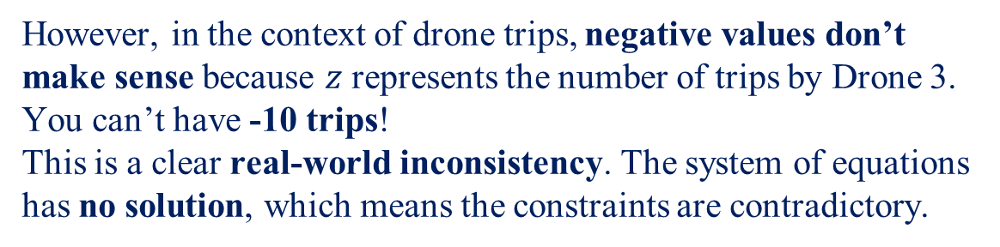 However, in the context of drone trips, negative values don’t
make sense because z represents the number of trips by Drone 3.
You can’t have -10 trips!
This is a clear real-world inconsistency. The system of equations
has no solution, which means the constraints are contradictory.